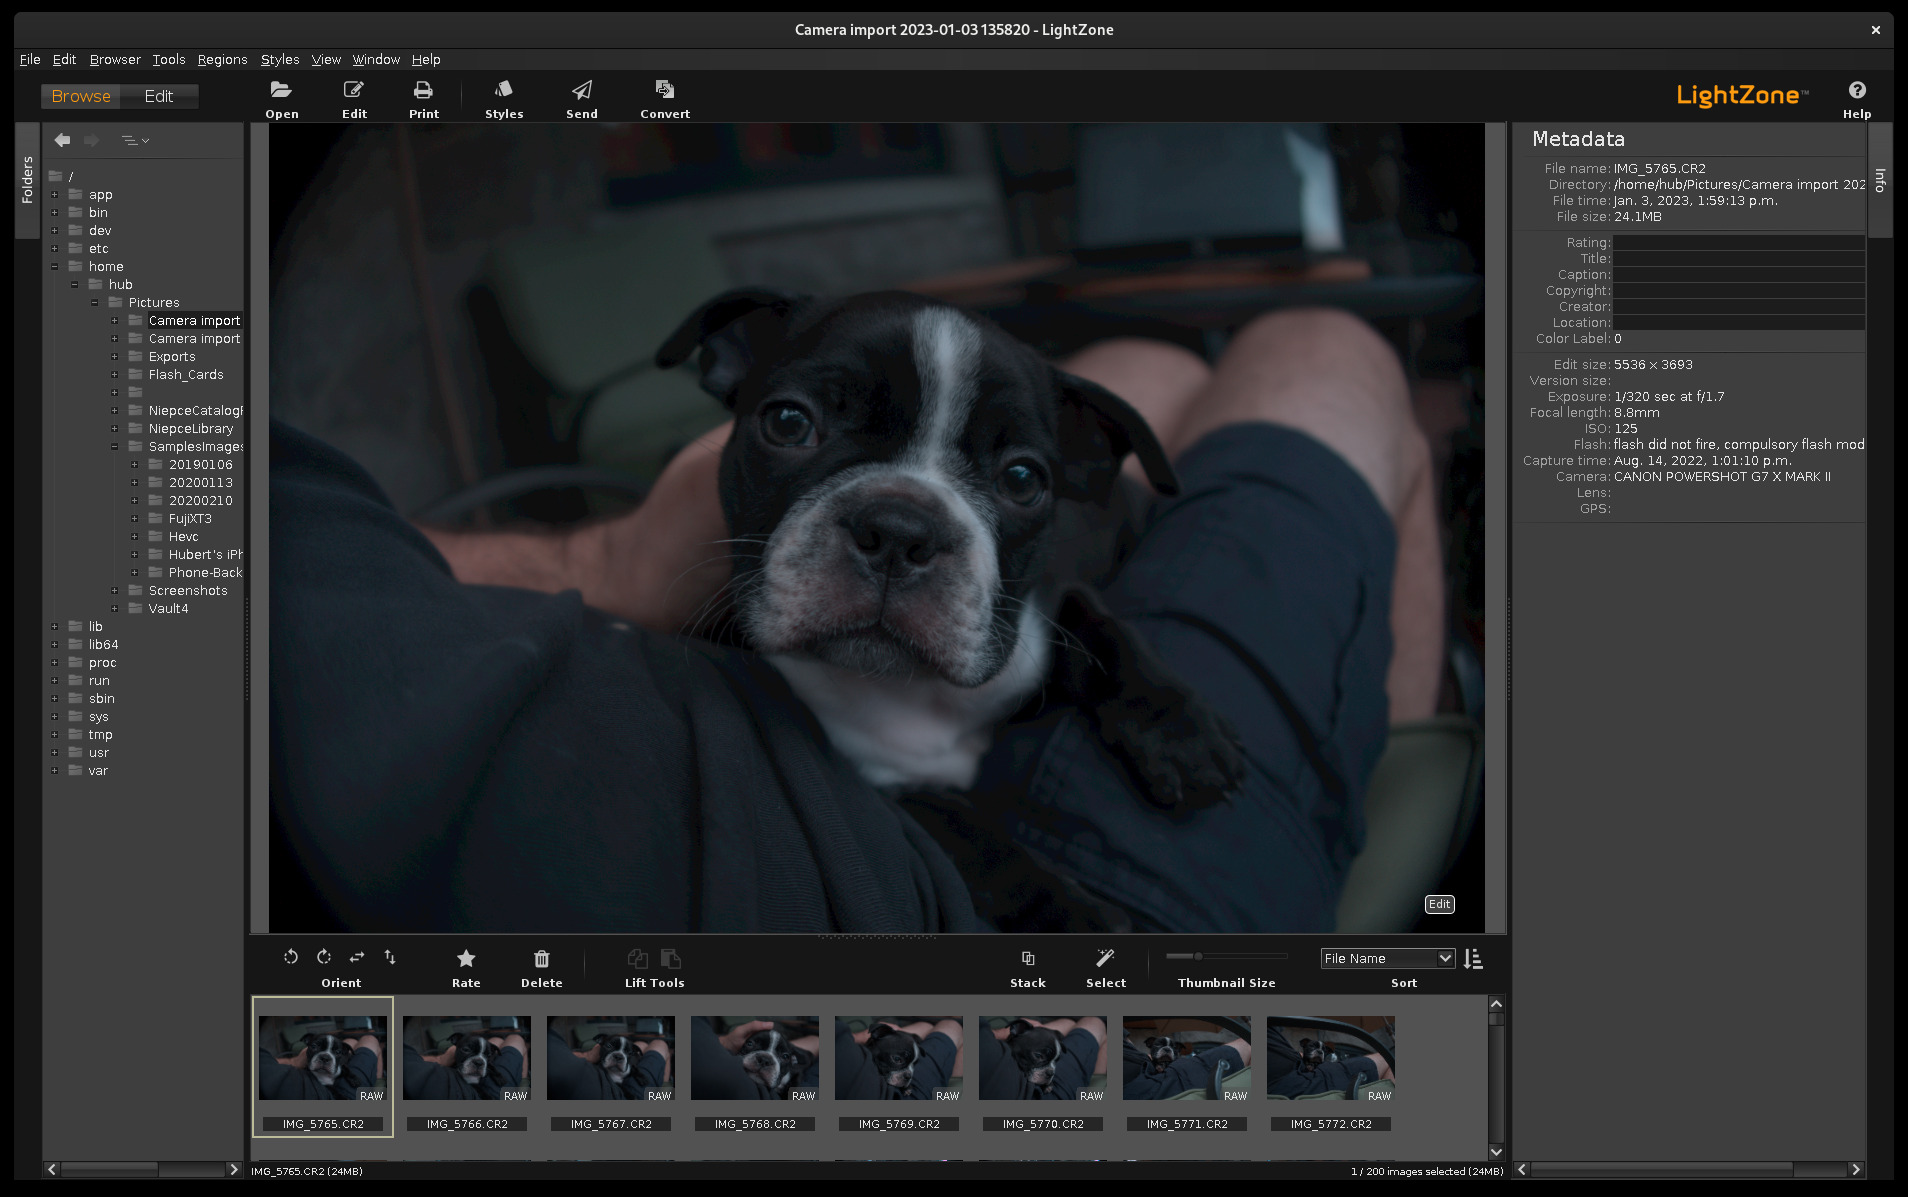 Camera import 2023-01-03 135820 - LightZone
File Edit Browser Tools Regions Styles View Window Help
Browse Edit
Open Edit Print Styles Send Convert
LightZone™
Help
Folders
/
app
bin
dev
etc
home
hub
Pictures
Camera import
Camera import
Exports
Flash_Cards
NiepceCatalogF
NiepceLibrary
SamplesImages
20190106
20200113
20200210
FujiXT3
Hevc
Hubert's iPh
Phone-Back
Screenshots
Vault4
lib
lib64
proc
run
sbin
sys
tmp
usr
var
Edit
Metadata
Info
File name: IMG_5765.CR2
Directory: /home/hub/Pictures/Camera import 202
File time: Jan. 3, 2023, 1:59:13 p.m.
File size: 24.1MB
Rating:
Title:
Caption:
Copyright:
Creator:
Location:
Color Label: 0
Edit size: 5536 × 3693
Version size:
Exposure: 1/320 sec at f/1.7
Focal length: 8.8mm
ISO: 125
Flash: flash did not fire, compulsory flash mod
Capture time: Aug. 14, 2022, 1:01:10 p.m.
Camera: CANON POWERSHOT G7 X MARK II
Lens:
GPS:
File Name
Orient Rate Delete Lift Tools Stack Select Thumbnail Size Sort
RAW RAW RAW RAW RAW RAW RAW RAW
IMG_5765.CR2 IMG_5766.CR2 IMG_5767.CR2 IMG_5768.CR2 IMG_5769.CR2 IMG_5770.CR2 IMG_5771.CR2 IMG_5772.CR2
IMG_5765.CR2 (24MB)
1 / 200 images selected (24MB)